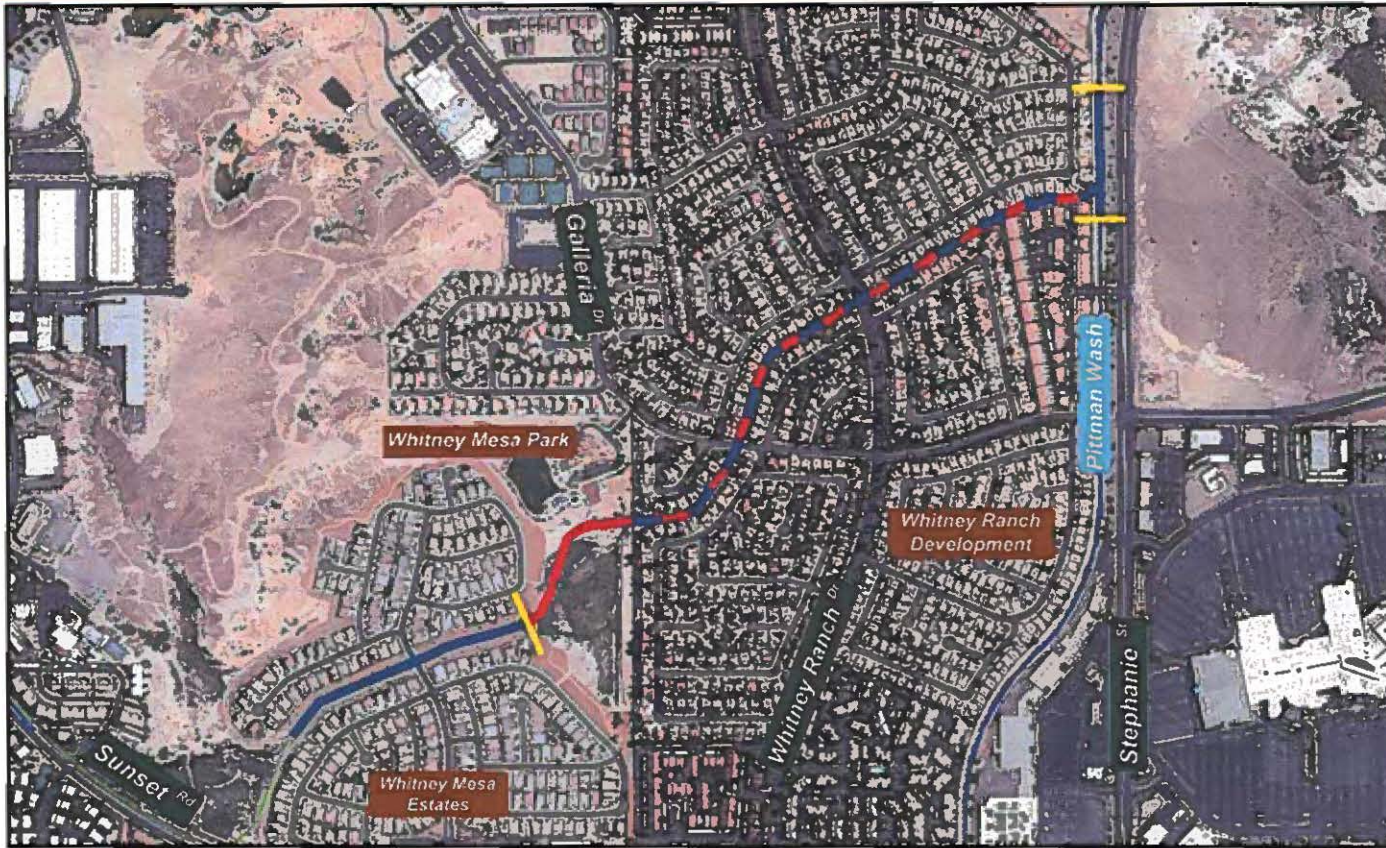 Galleria Dr
Whitney Mesa Park
Pittman Wash
Whitney Ranch
Development
Whitney Ranch Dr
Stephanie St
Sunset Rd
Whitney Mesa
Estates